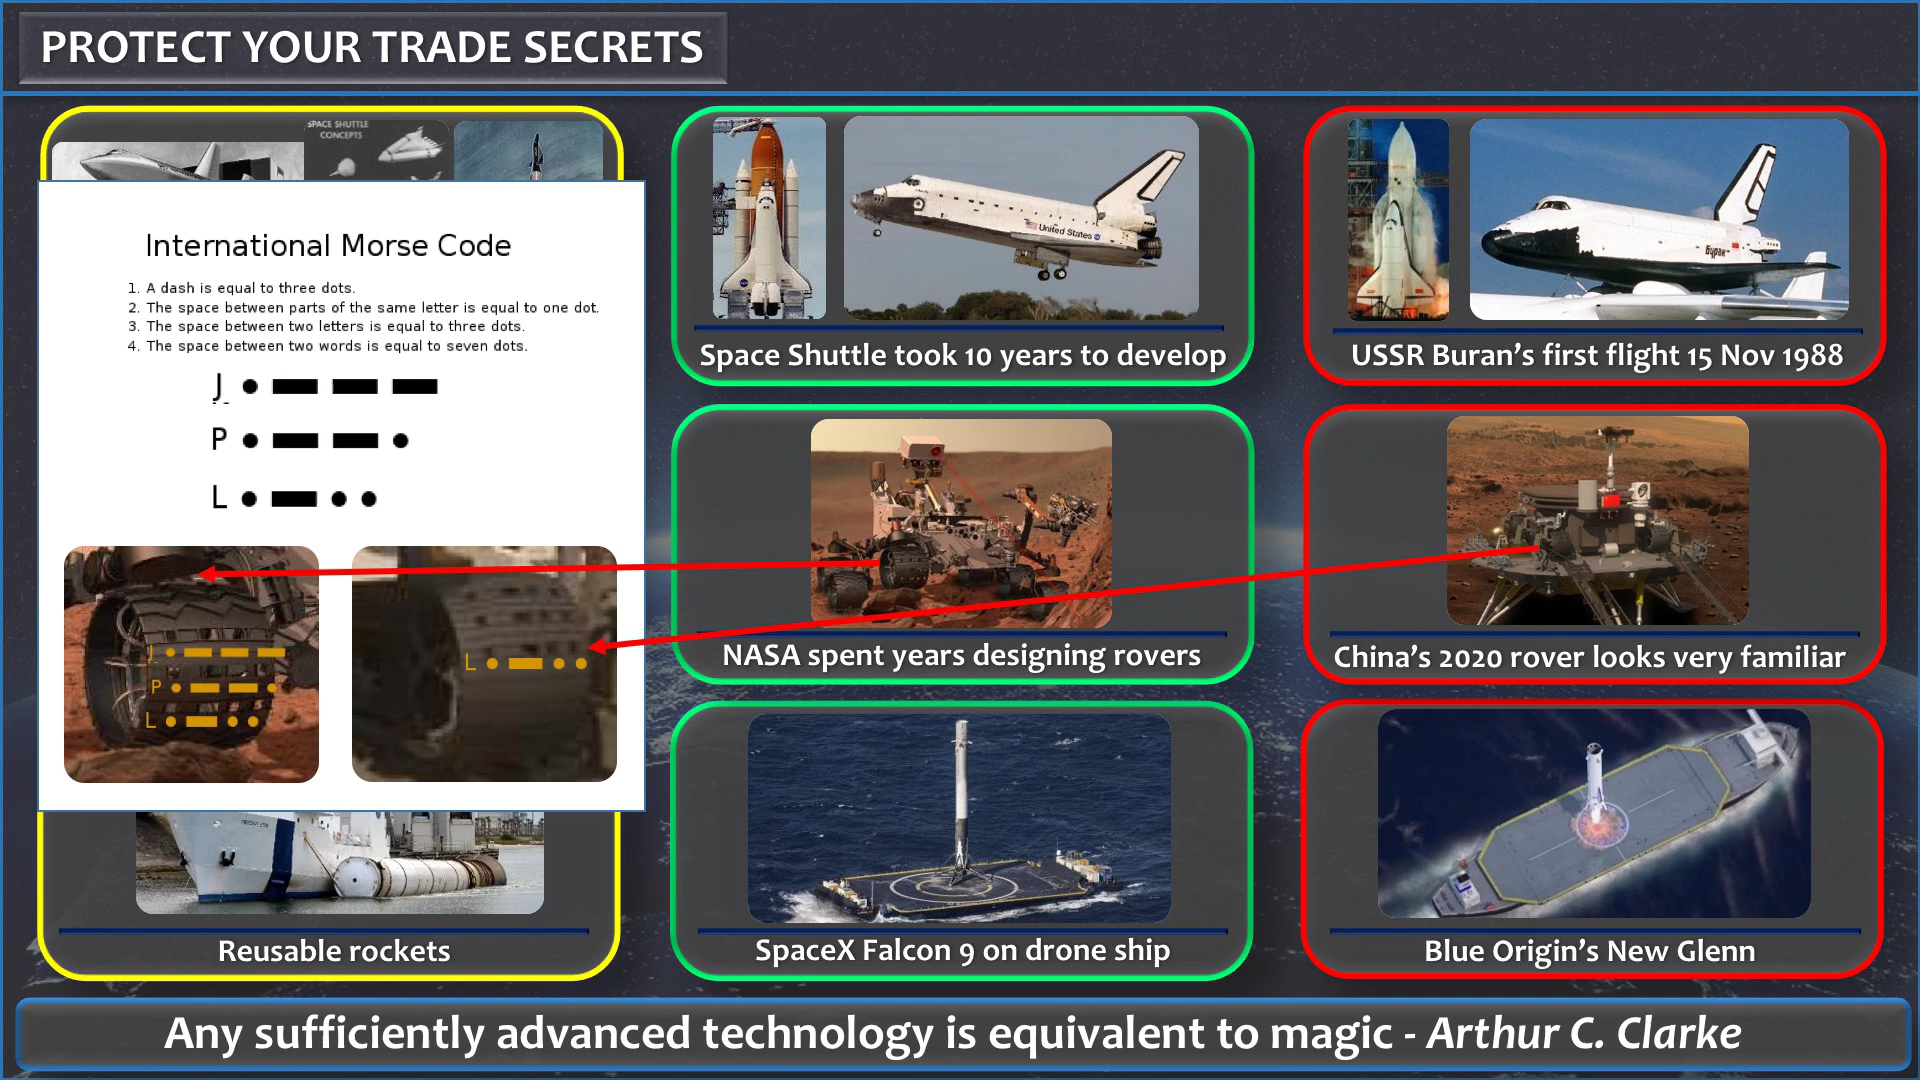 PROTECT YOUR TRADE SECRETS
SPACE SHUTTLE
CONCEPTS
International Morse Code
1. A dash is equal to three dots.
2. The space between parts of the same letter is equal to one dot.
3. The space between two letters is equal to three dots.
4. The space between two words is equal to seven dots.
J
P
L
J
P
L
L
Reusable rockets
United States
Space Shuttle took 10 years to develop
Буран
USSR Buran's first flight 15 Nov 1988
NASA spent years designing rovers
China's 2020 rover looks very familiar
SpaceX Falcon 9 on drone ship
Blue Origin's New Glenn
Any sufficiently advanced technology is equivalent to magic - Arthur C. Clarke